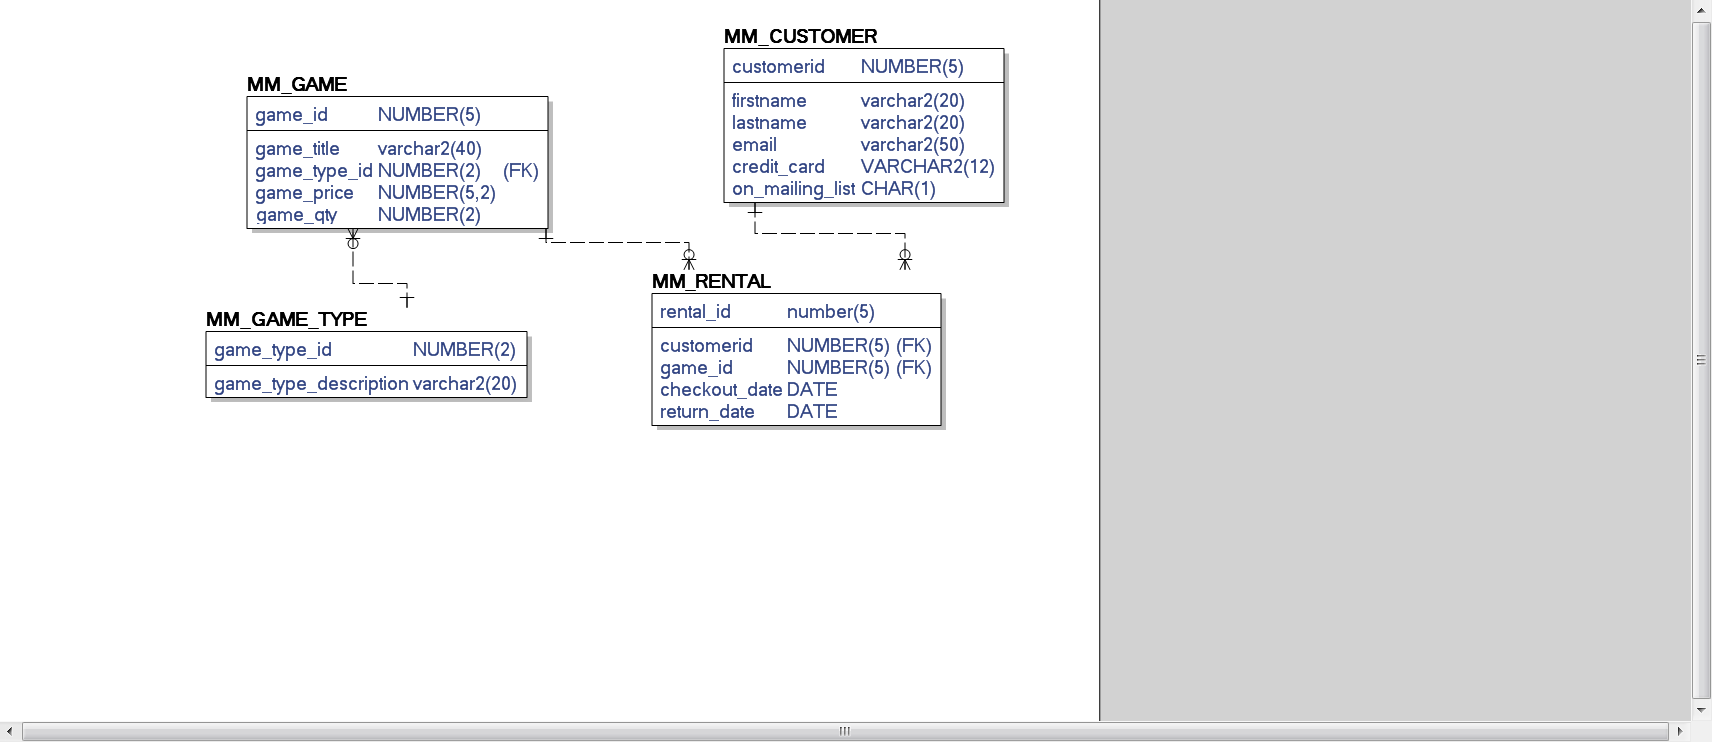 MM_GAME
game_id NUMBER(5)
game_title varchar2(40)
game_type_id NUMBER(2) (FK)
game_price NUMBER(5,2)
game_qty NUMBER(2)
MM_CUSTOMER
customerid NUMBER(5)
firstname varchar2(20)
lastname varchar2(20)
email varchar2(50)
credit_card VARCHAR2(12)
on_mailing_list CHAR(1)
MM_GAME_TYPE
game_type_id NUMBER(2)
game_type_description varchar2(20)
MM_RENTAL
rental_id number(5)
customerid NUMBER(5) (FK)
game_id NUMBER(5) (FK)
checkout_date DATE
return_date DATE